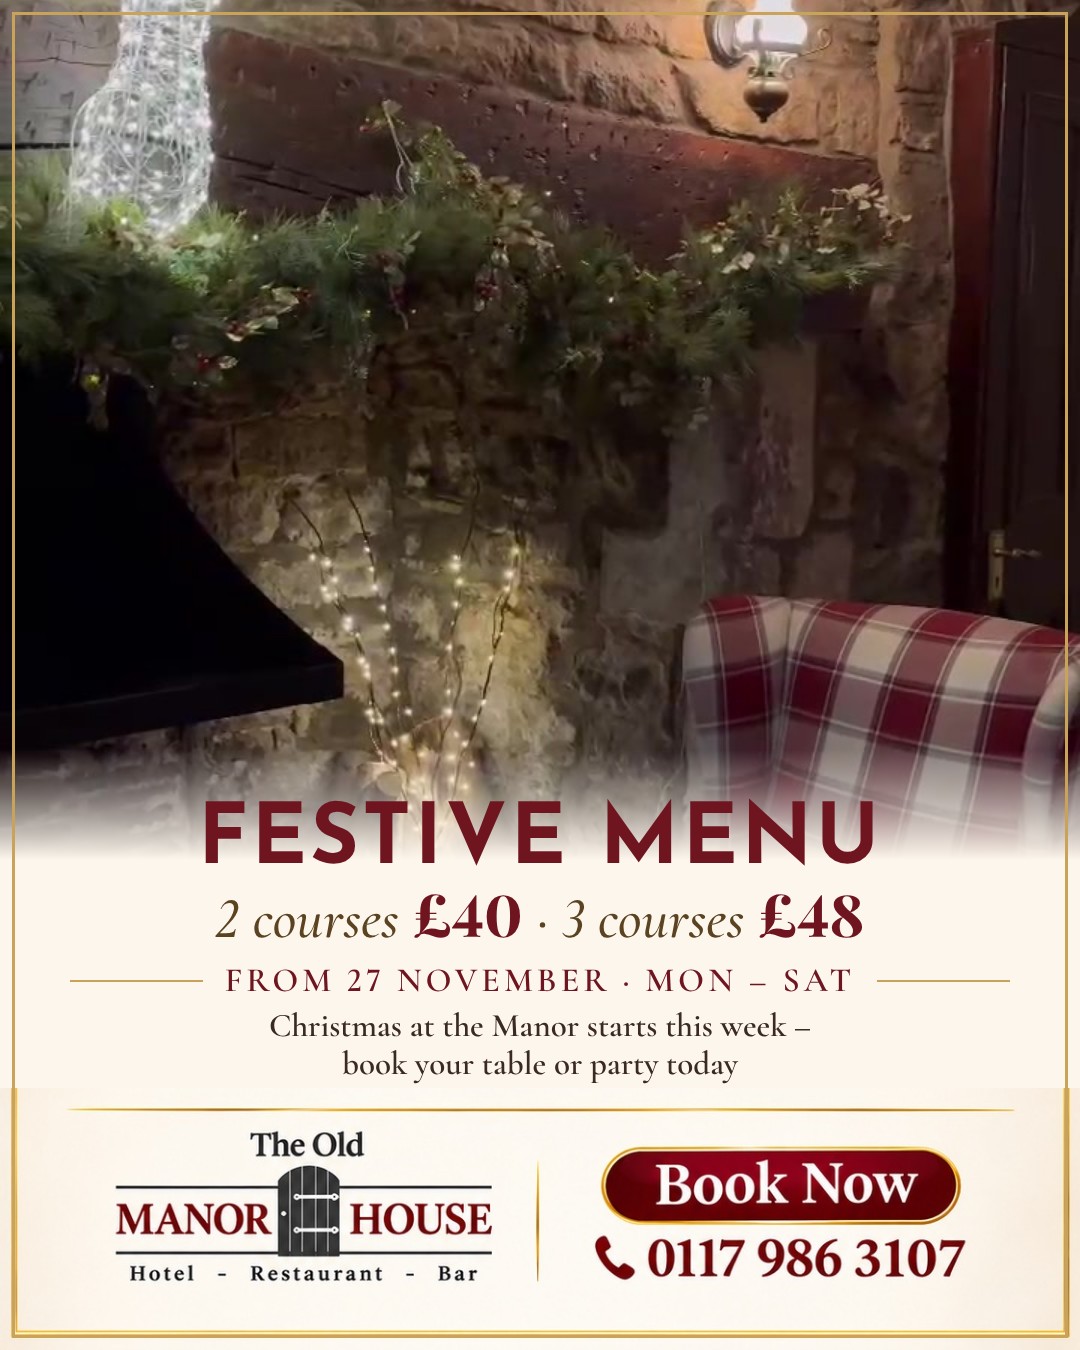 FESTIVE MENU
2 courses £40 · 3 courses £48
FROM 27 NOVEMBER · MON – SAT
Christmas at the Manor starts this week –
book your table or party today
The Old
MANOR HOUSE
Hotel - Restaurant - Bar
Book Now
0117 986 3107